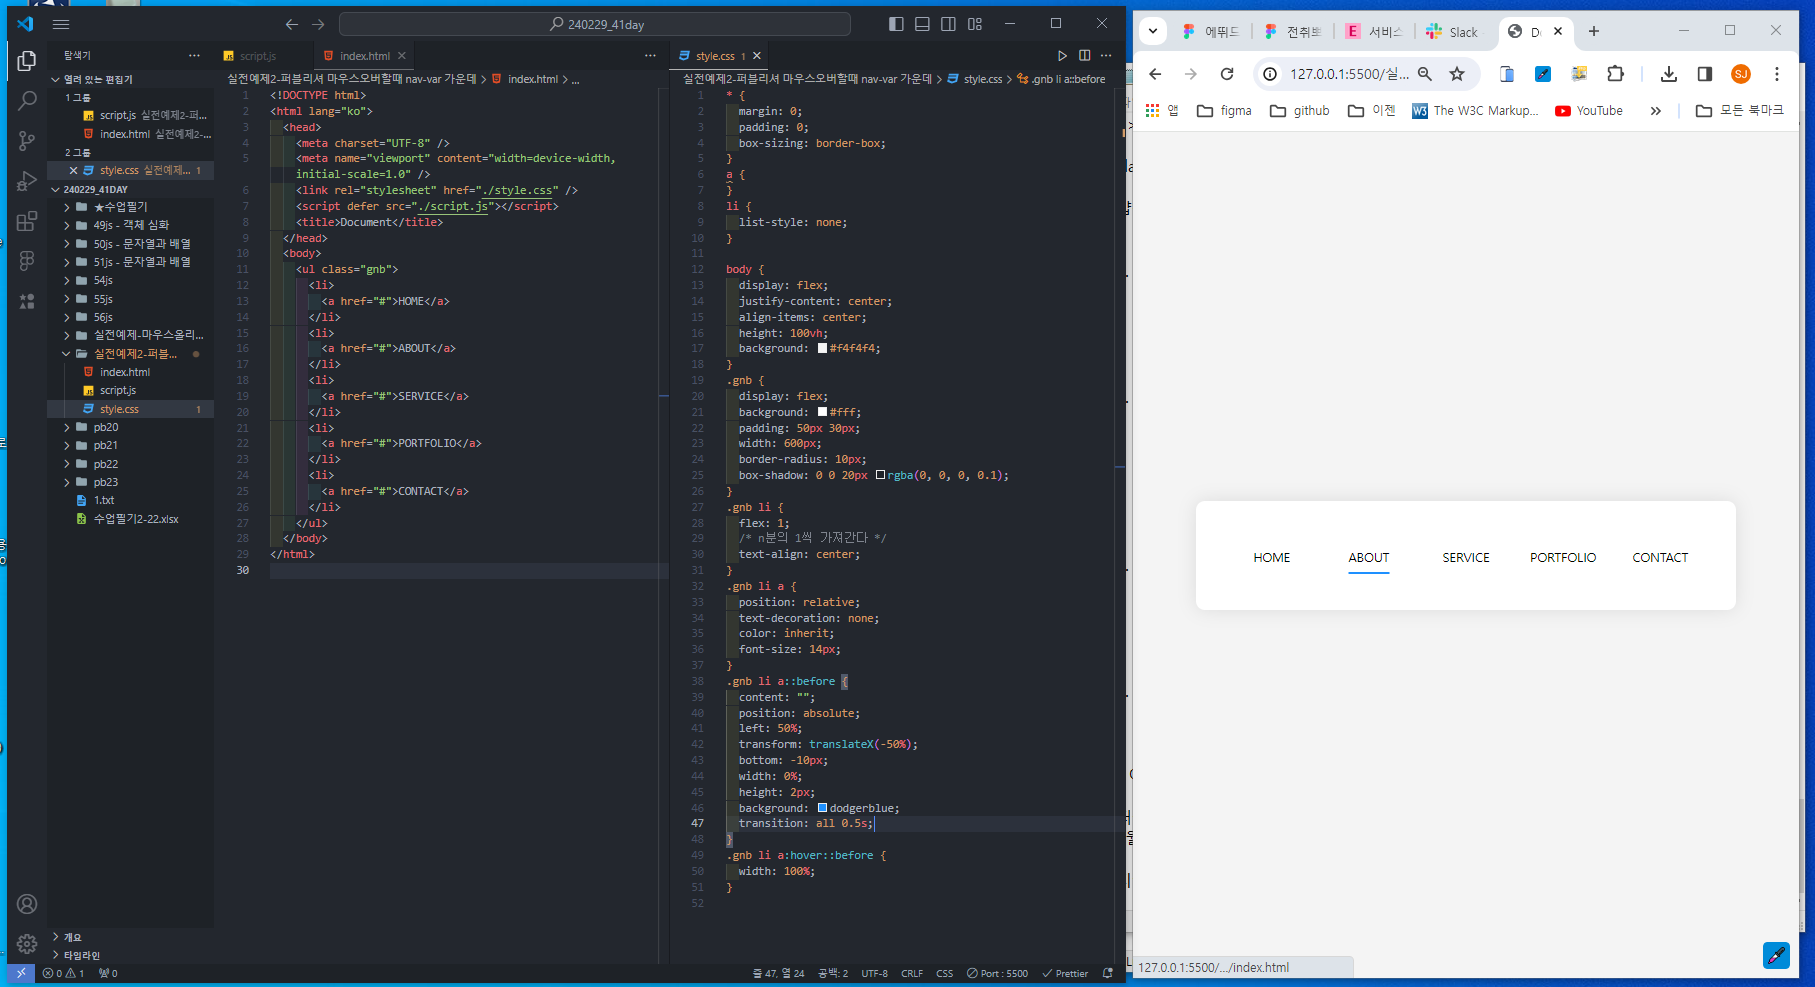 240229_41day
탐색기
열려 있는 편집기
1 그룹
script.js 실전예제2-퍼...
index.html 실전예제2-...
2 그룹
style.css 실전예제... 1
240229_41DAY
★수업필기
49js - 객체 심화
50js - 문자열과 배열
51js - 문자열과 배열
54js
55js
56js
실전예제-마우스올리...
실전예제2-퍼블...
index.html
script.js
style.css 1
pb20
pb21
pb22
pb23
1.txt
수업필기2-22.xlsx
개요
타임라인
script.js
index.html
실전예제2-퍼블리셔 마우스오버할때 nav-var 가운데 > index.html > ...
1 <!DOCTYPE html>
2 <html lang="ko">
3 <head>
4 <meta charset="UTF-8" />
5 <meta name="viewport" content="width=device-width,
initial-scale=1.0" />
6 <link rel="stylesheet" href="./style.css" />
7 <script defer src="./script.js"></script>
8 <title>Document</title>
9 </head>
10 <body>
11 <ul class="gnb">
12 <li>
13 <a href="#">HOME</a>
14 </li>
15 <li>
16 <a href="#">ABOUT</a>
17 </li>
18 <li>
19 <a href="#">SERVICE</a>
20 </li>
21 <li>
22 <a href="#">PORTFOLIO</a>
23 </li>
24 <li>
25 <a href="#">CONTACT</a>
26 </li>
27 </ul>
28 </body>
29 </html>
30
style.css 1
실전예제2-퍼블리셔 마우스오버할때 nav-var 가운데 > style.css > .gnb li a::before
1 * {
2 margin: 0;
3 padding: 0;
4 box-sizing: border-box;
5 }
6 a {
7 }
8 li {
9 list-style: none;
10 }
11
12 body {
13 display: flex;
14 justify-content: center;
15 align-items: center;
16 height: 100vh;
17 background: #f4f4f4;
18 }
19 .gnb {
20 display: flex;
21 background: #fff;
22 padding: 50px 30px;
23 width: 600px;
24 border-radius: 10px;
25 box-shadow: 0 0 20px rgba(0, 0, 0, 0.1);
26 }
27 .gnb li {
28 flex: 1;
29 /* n분의 1씩 가져간다 */
30 text-align: center;
31 }
32 .gnb li a {
33 position: relative;
34 text-decoration: none;
35 color: inherit;
36 font-size: 14px;
37 }
38 .gnb li a::before {
39 content: "";
40 position: absolute;
41 left: 50%;
42 transform: translateX(-50%);
43 bottom: -10px;
44 width: 0%;
45 height: 2px;
46 background: dodgerblue;
47 transition: all 0.5s;
48 }
49 .gnb li a:hover::before {
50 width: 100%;
51 }
52
0 1 0
줄 47, 열 24 공백: 2 UTF-8 CRLF CSS Port : 5500 Prettier
에뛰드 전취뽀 서비스 Slack Do
127.0.0.1:5500/실...
SJ
앱 figma github 이젠 The W3C Markup... YouTube » 모든 북마크
HOME ABOUT SERVICE PORTFOLIO CONTACT
127.0.0.1:5500/.../index.html